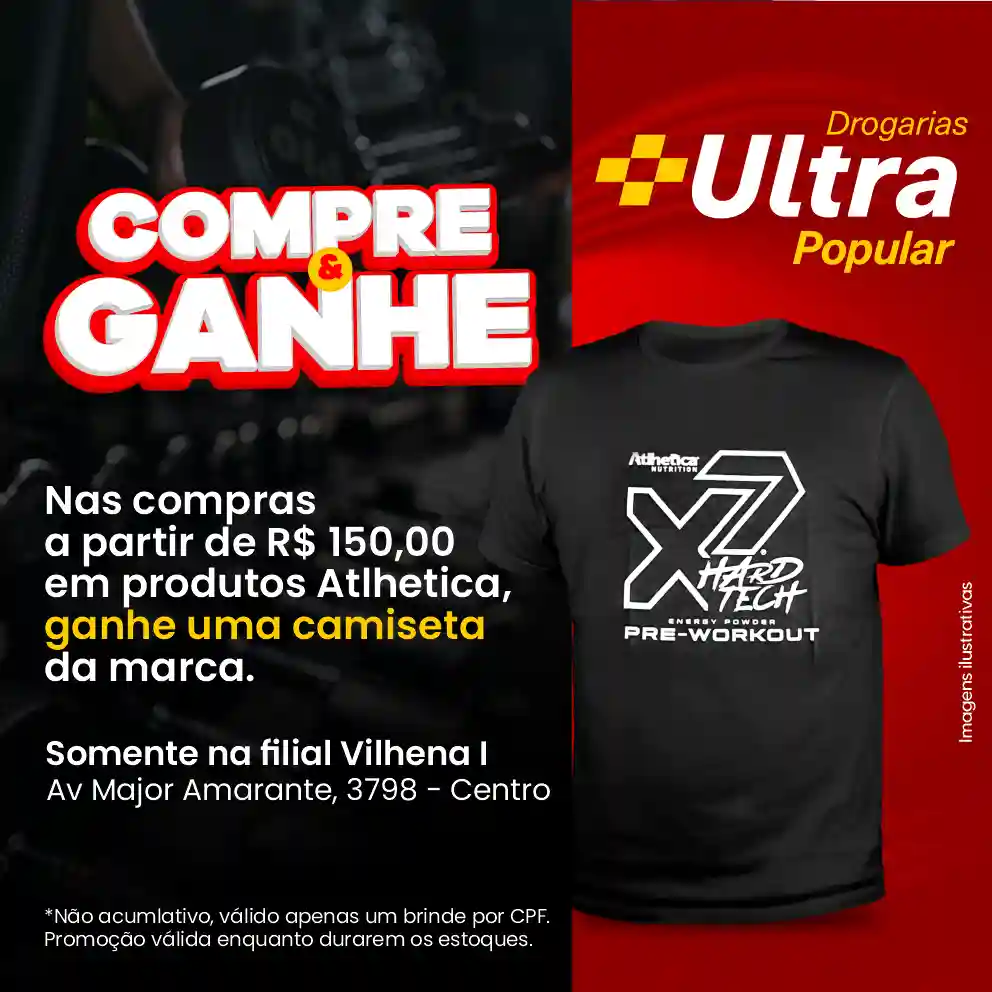 COMPRE
&
GANHE
Nas compras
a partir de R$ 150,00
em produtos Atlhetica,
ganhe uma camiseta
da marca.
Somente na filial Vilhena I
Av Major Amarante, 3798 - Centro
*Não acumlativo, válido apenas um brinde por CPF.
Promoção válida enquanto durarem os estoques.
Drogarias
Ultra
Popular
Atlhetica
NUTRITION
X7.
HARD
TECH
ENERGY POWDER
PRE-WORKOUT
Imagens ilustrativas